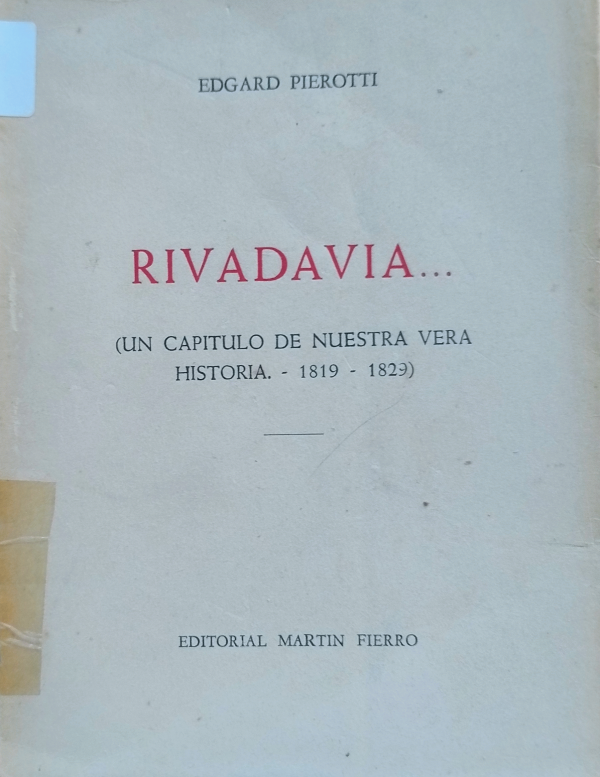 EDGARD PIEROTTI
RIVADAVIA...
(UN CAPITULO DE NUESTRA VERA
HISTORIA. - 1819 - 1829)
EDITORIAL MARTIN FIERRO